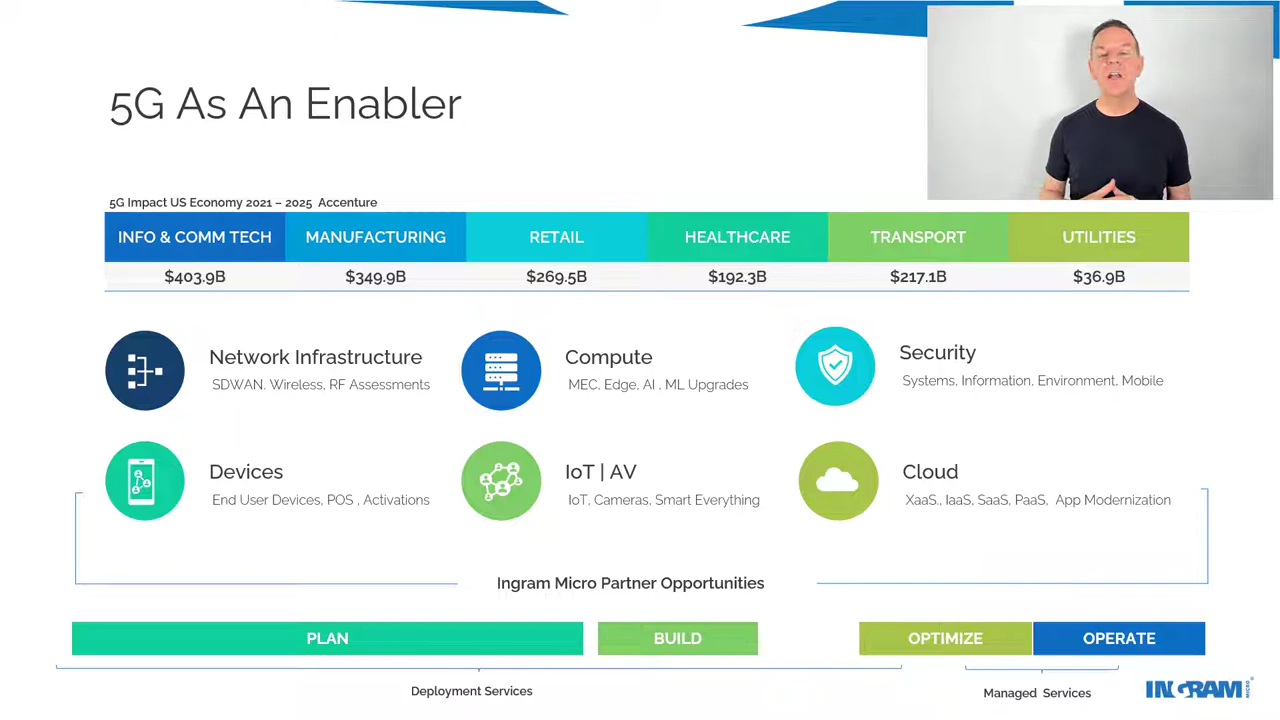 5G As An Enabler
5G Impact US Economy 2021 – 2025 Accenture
INFO & COMM TECH MANUFACTURING RETAIL HEALTHCARE TRANSPORT UTILITIES
$403.9B $349.9B $269.5B $192.3B $217.1B $36.9B
Network Infrastructure
SDWAN, Wireless, RF Assessments
Compute
MEC, Edge, AI , ML Upgrades
Security
Systems, Information, Environment, Mobile
Devices
End User Devices, POS , Activations
IoT | AV
IoT, Cameras, Smart Everything
Cloud
XaaS., IaaS, SaaS, PaaS, App Modernization
Ingram Micro Partner Opportunities
PLAN BUILD OPTIMIZE OPERATE
Deployment Services
Managed Services
INGRAM MICRO